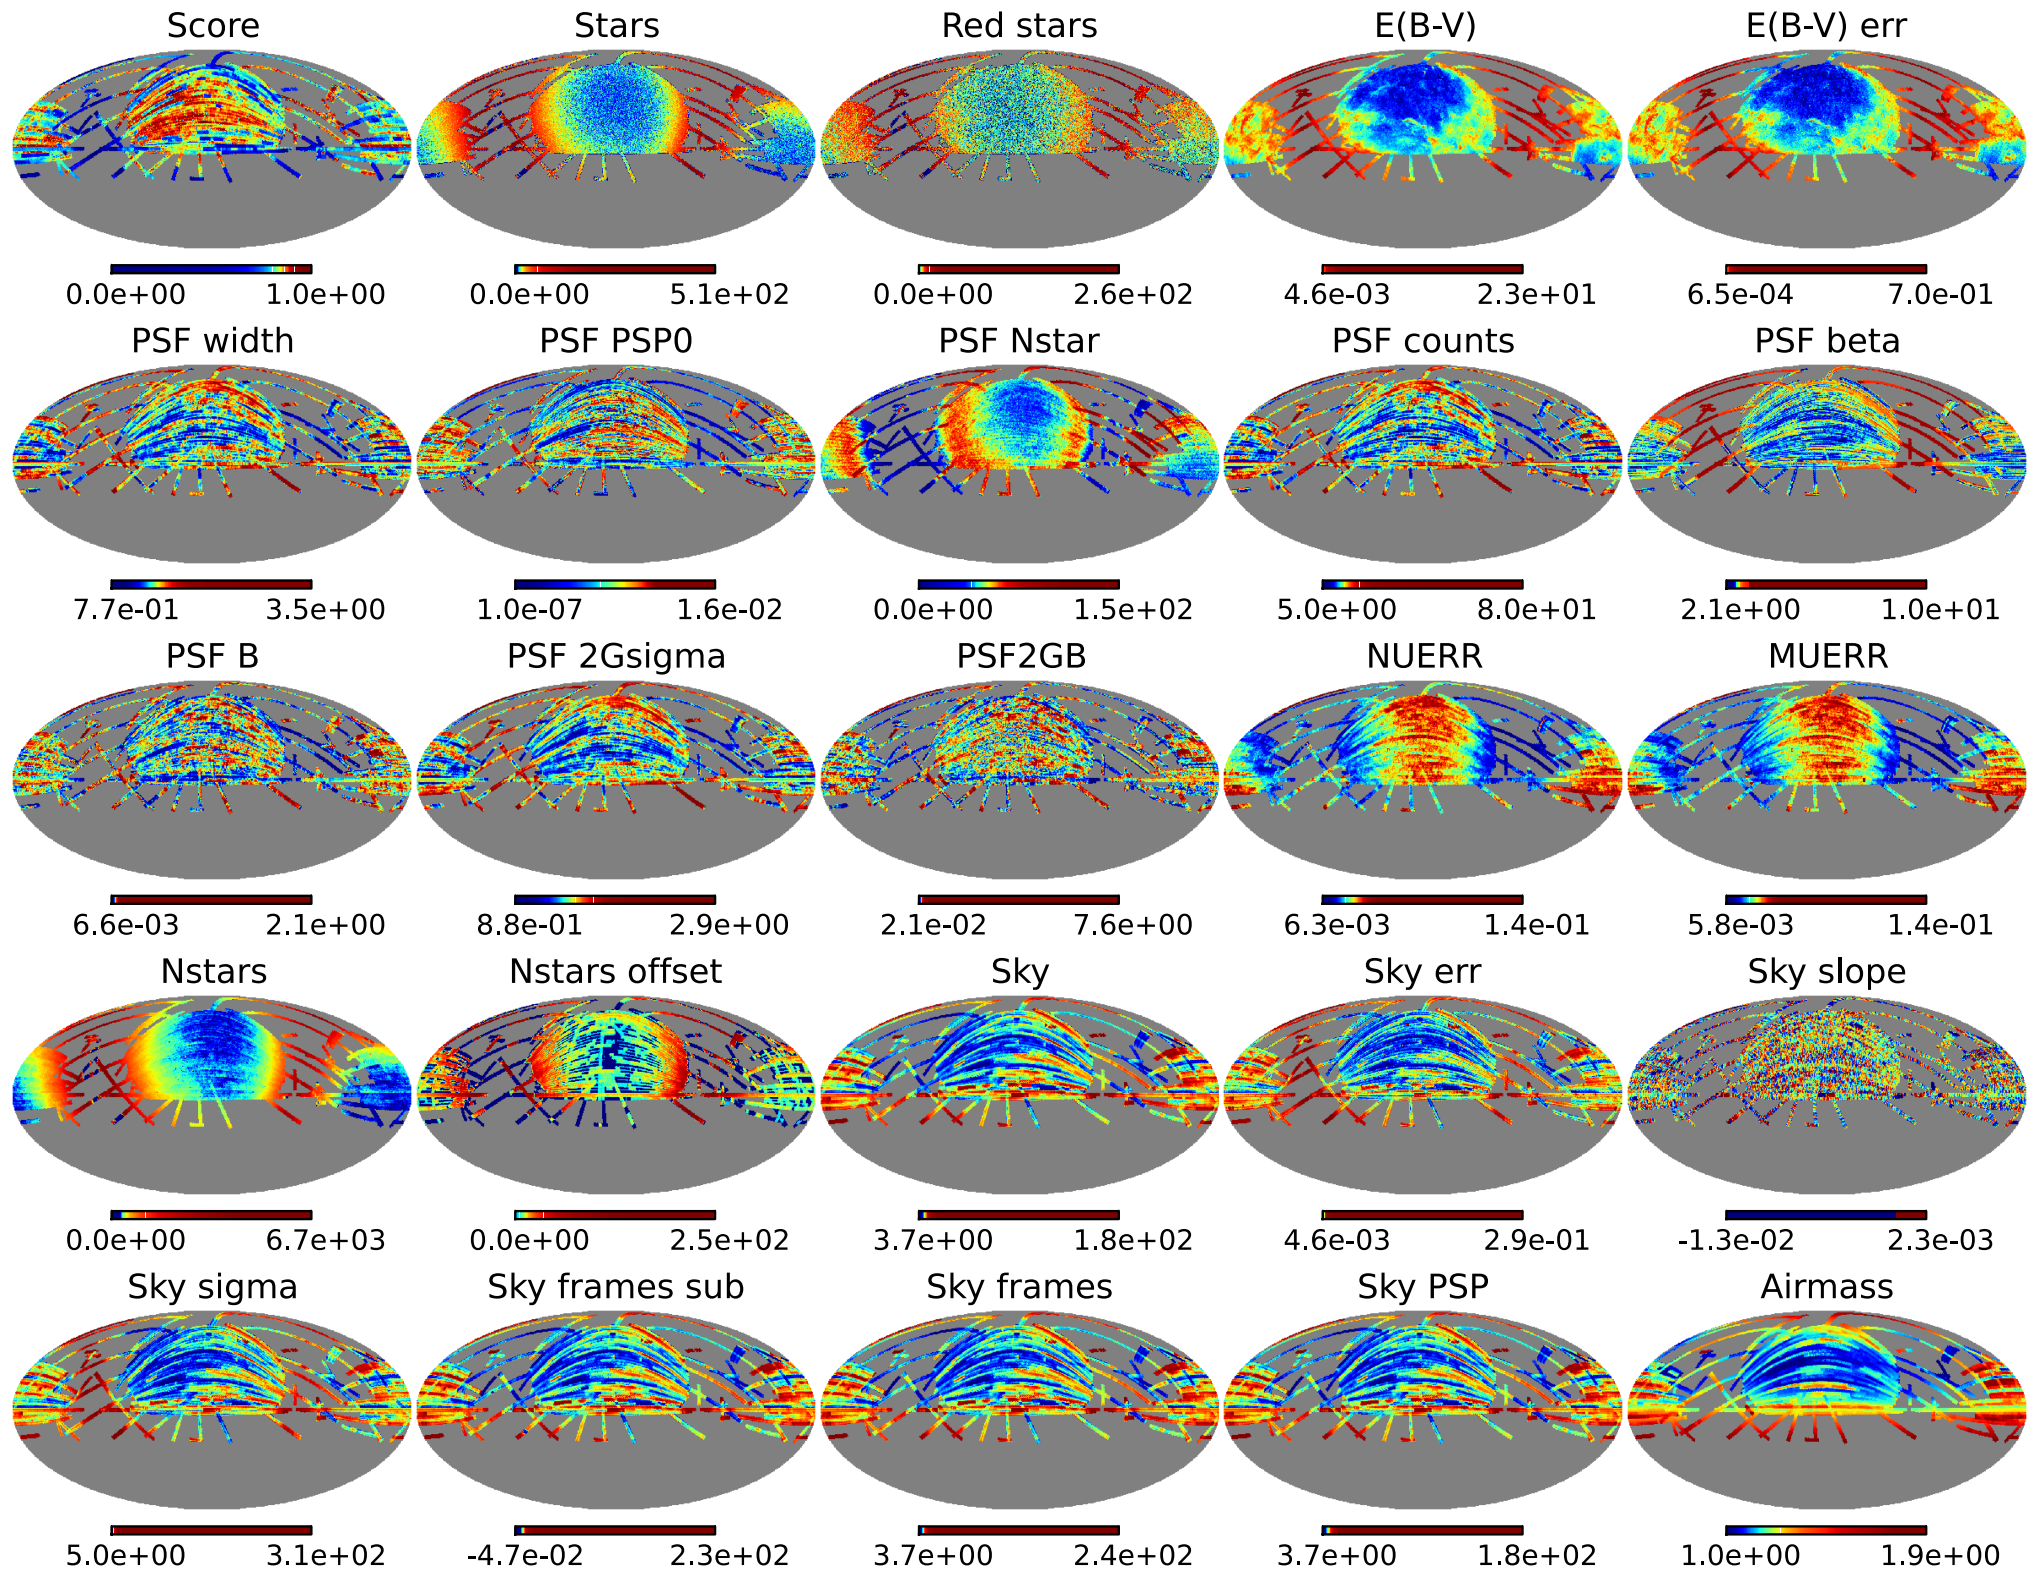 Score Stars Red stars E(B-V) E(B-V) err
0.0e+00 1.0e+00 0.0e+00 5.1e+02 0.0e+00 2.6e+02 4.6e-03 2.3e+01 6.5e-04 7.0e-01
PSF width PSF PSP0 PSF Nstar PSF counts PSF beta
7.7e-01 3.5e+00 1.0e-07 1.6e-02 0.0e+00 1.5e+02 5.0e+00 8.0e+01 2.1e+00 1.0e+01
PSF B PSF 2Gsigma PSF2GB NUERR MUERR
6.6e-03 2.1e+00 8.8e-01 2.9e+00 2.1e-02 7.6e+00 6.3e-03 1.4e-01 5.8e-03 1.4e-01
Nstars Nstars offset Sky Sky err Sky slope
0.0e+00 6.7e+03 0.0e+00 2.5e+02 3.7e+00 1.8e+02 4.6e-03 2.9e-01 -1.3e-02 2.3e-03
Sky sigma Sky frames sub Sky frames Sky PSP Airmass
5.0e+00 3.1e+02 -4.7e-02 2.3e+02 3.7e+00 2.4e+02 3.7e+00 1.8e+02 1.0e+00 1.9e+00